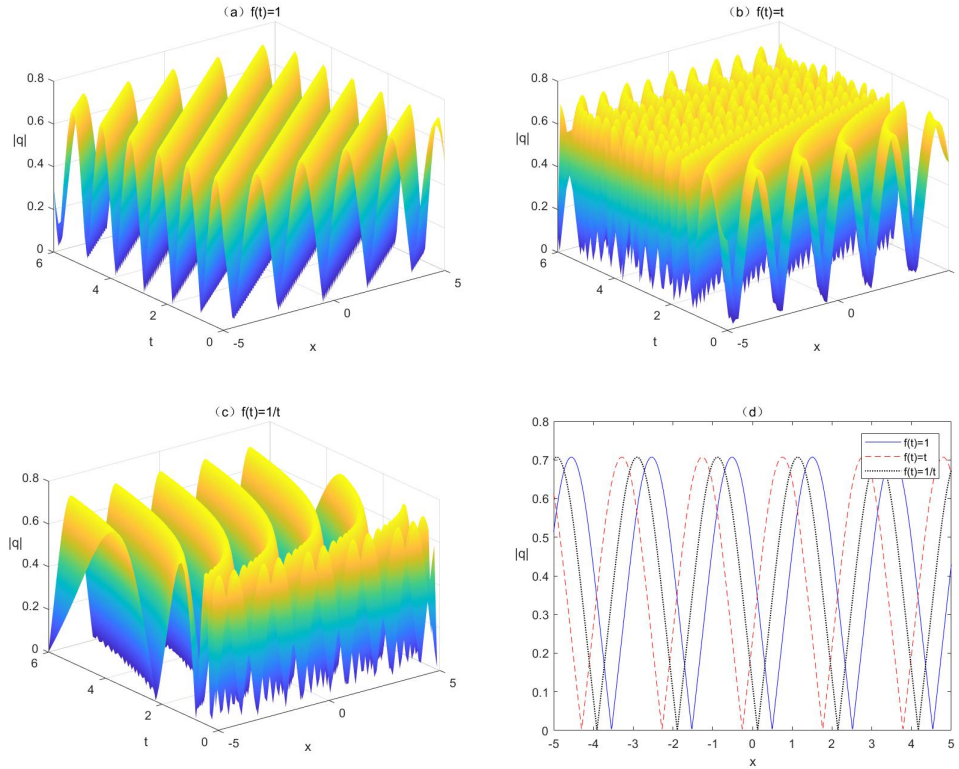 （a）f(t)=1
|q|
0.8
0.6
0.4
0.2
0
6
4
2
0
t
-5
0
5
x
（b）f(t)=t
|q|
0.8
0.6
0.4
0.2
0
6
4
2
0
t
-5
0
5
x
（c）f(t)=1/t
|q|
0.8
0.6
0.4
0.2
0
6
4
2
0
t
-5
0
5
x
（d）
f(t)=1
f(t)=t
f(t)=1/t
|q|
0.8
0.7
0.6
0.5
0.4
0.3
0.2
0.1
0
-5 -4 -3 -2 -1 0 1 2 3 4 5
x